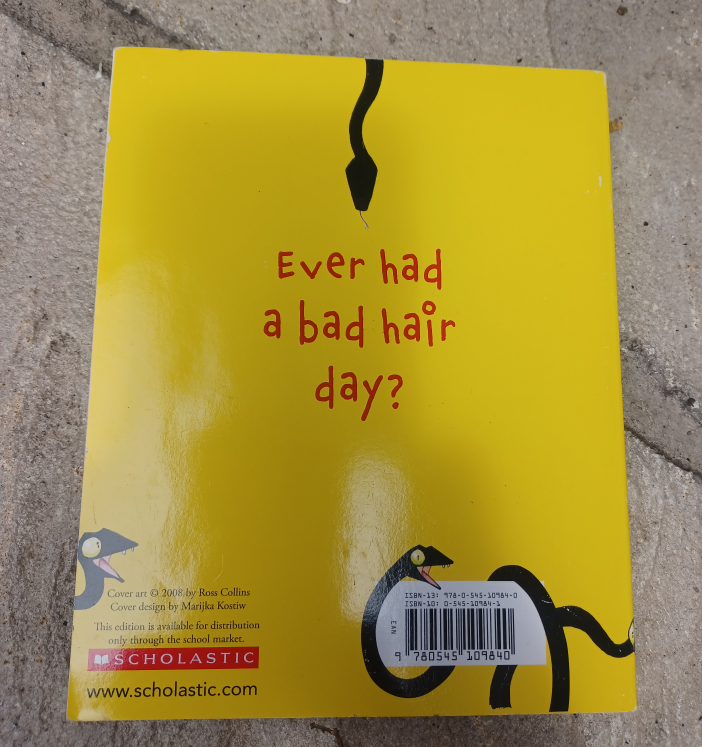 Ever had
a bad hair
day?
Cover art © 2008 by Ross Collins
Cover design by Marijka Kostiw
This edition is available for distribution
only through the school market.
SCHOLASTIC
www.scholastic.com
ISBN-13: 978-0-545-10984-0
ISBN-10: 0-545-10984-1
EAN
9 780545 109840